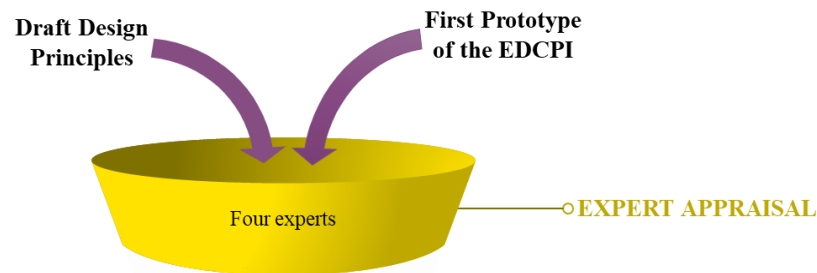 Draft Design
Principles
First Prototype
of the EDCPI
Four experts
EXPERT APPRAISAL